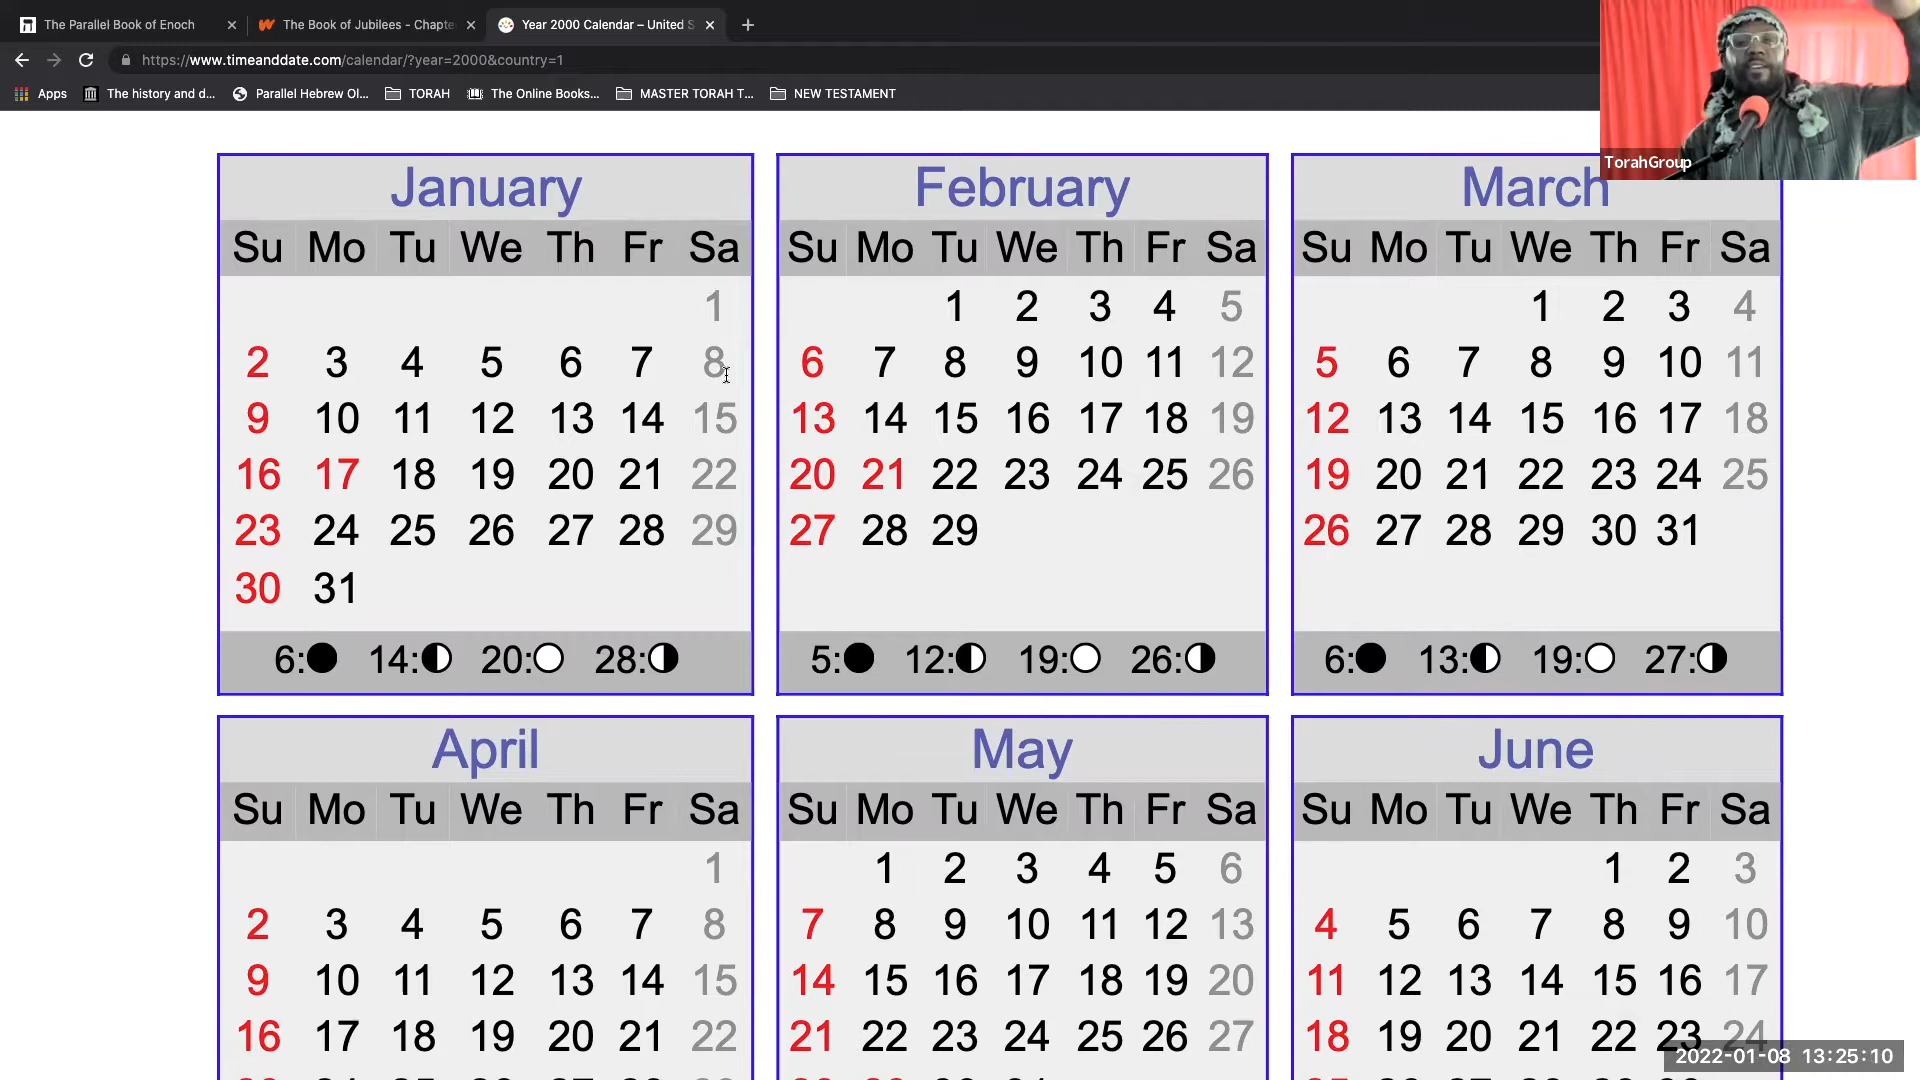 The Parallel Book of Enoch
The Book of Jubilees - Chapte
Year 2000 Calendar – United S
https://www.timeanddate.com/calendar/?year=2000&country=1
Apps The history and d... Parallel Hebrew Ol... TORAH The Online Books... MASTER TORAH T... NEW TESTAMENT
TorahGroup
January
Su Mo Tu We Th Fr Sa
1
2 3 4 5 6 7 8
9 10 11 12 13 14 15
16 17 18 19 20 21 22
23 24 25 26 27 28 29
30 31
6: 14: 20: 28:
February
Su Mo Tu We Th Fr Sa
1 2 3 4 5
6 7 8 9 10 11 12
13 14 15 16 17 18 19
20 21 22 23 24 25 26
27 28 29
5: 12: 19: 26:
March
Su Mo Tu We Th Fr Sa
1 2 3 4
5 6 7 8 9 10 11
12 13 14 15 16 17 18
19 20 21 22 23 24 25
26 27 28 29 30 31
6: 13: 19: 27:
April
Su Mo Tu We Th Fr Sa
1
2 3 4 5 6 7 8
9 10 11 12 13 14 15
16 17 18 19 20 21 22
May
Su Mo Tu We Th Fr Sa
1 2 3 4 5 6
7 8 9 10 11 12 13
14 15 16 17 18 19 20
21 22 23 24 25 26 27
June
Su Mo Tu We Th Fr Sa
1 2 3
4 5 6 7 8 9 10
11 12 13 14 15 16 17
18 19 20 21 22 23 24
2022-01-08 13:25:10